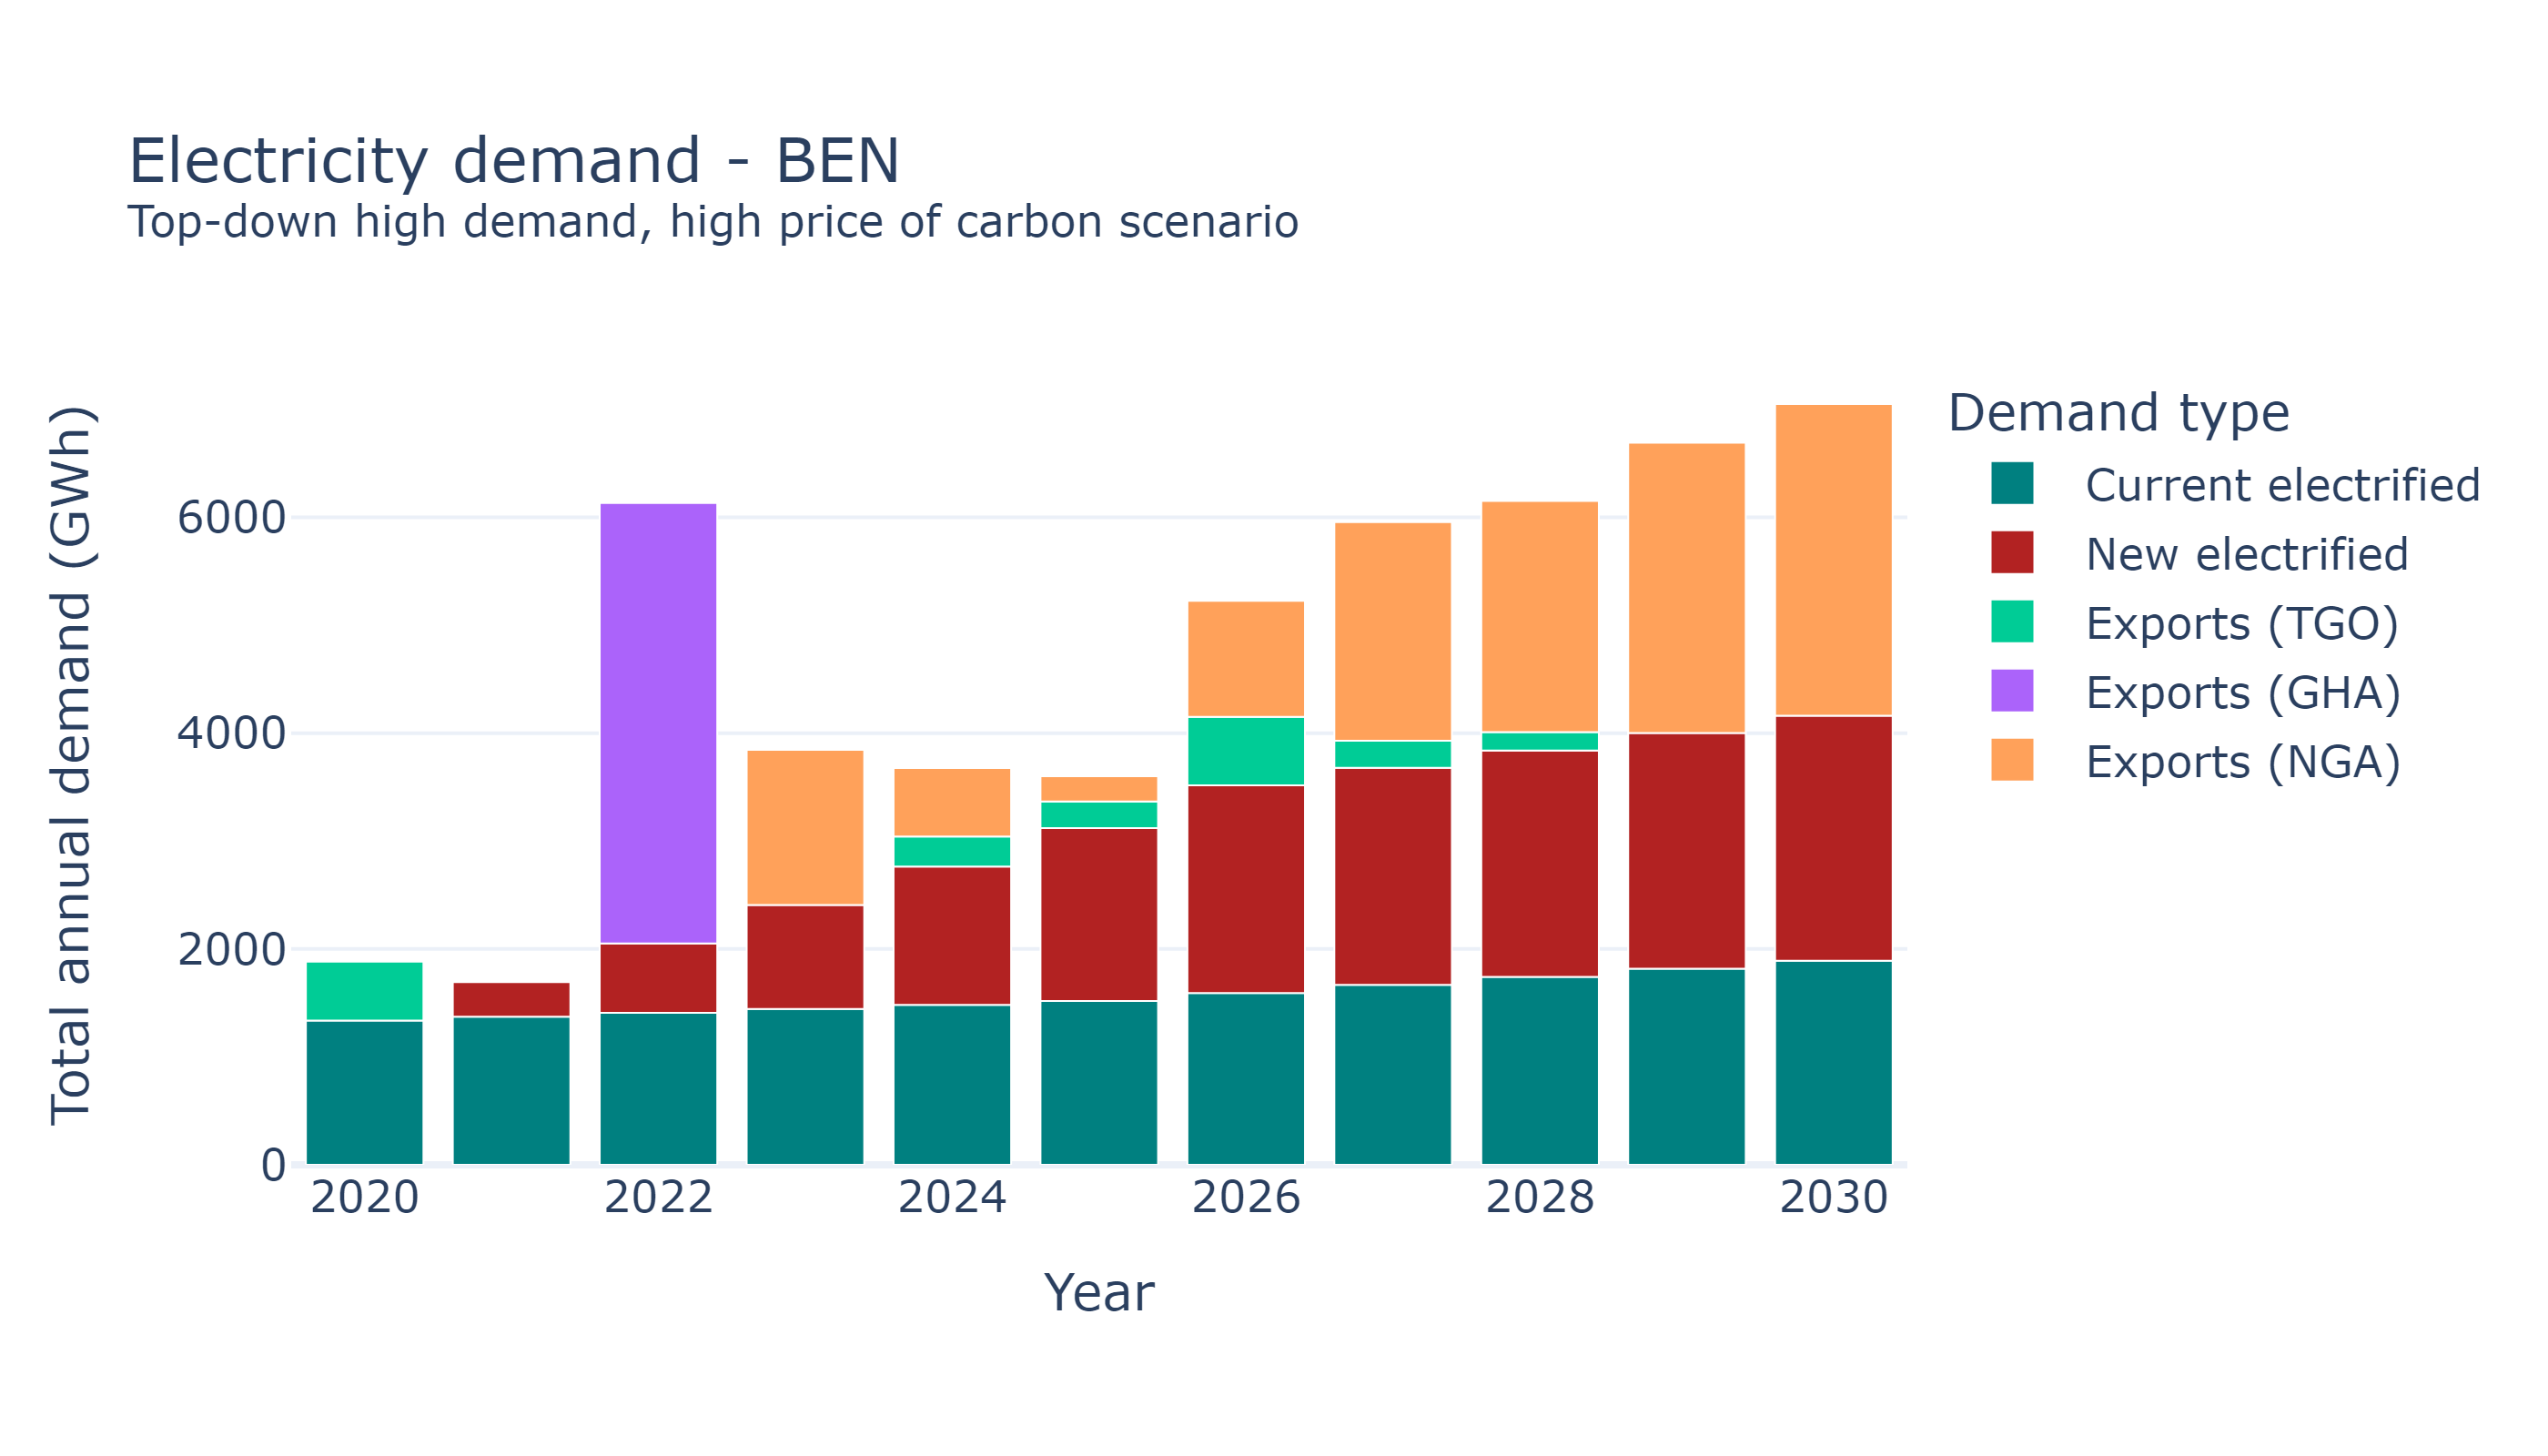 Electricity demand - BEN
Top-down high demand, high price of carbon scenario
Total annual demand (GWh)
6000
4000
2000
0
2020
2022
2024
2026
2028
2030
Year
Demand type
Current electrified
New electrified
Exports (TGO)
Exports (GHA)
Exports (NGA)